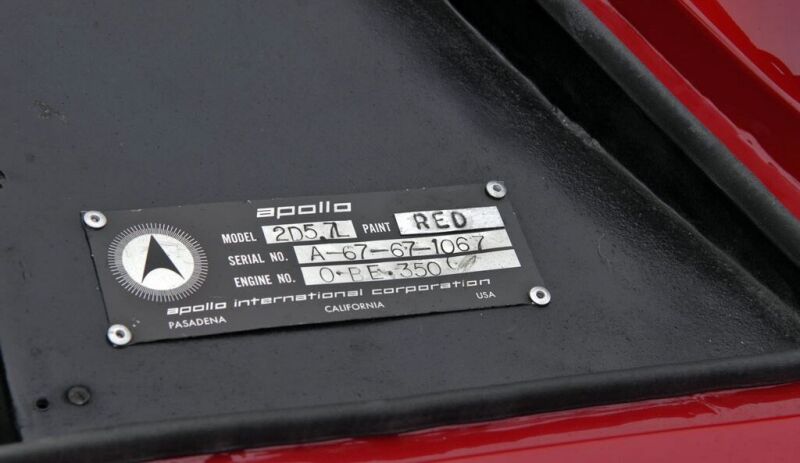 apollo
MODEL 2D5.7L PAINT RED
SERIAL NO. A-67-67-1067
ENGINE NO. O-RE-350
apollo international corporation
PASADENA CALIFORNIA USA